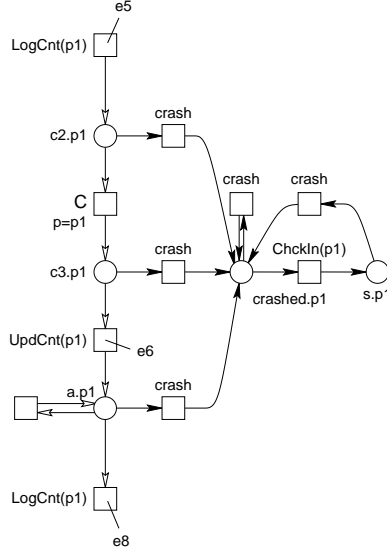 e5
LogCnt(p1)
c2.p1
crash
crash
crash
C
p=p1
ChckIn(p1)
c3.p1
crash
crashed.p1
s.p1
UpdCnt(p1)
e6
a.p1
crash
LogCnt(p1)
e8